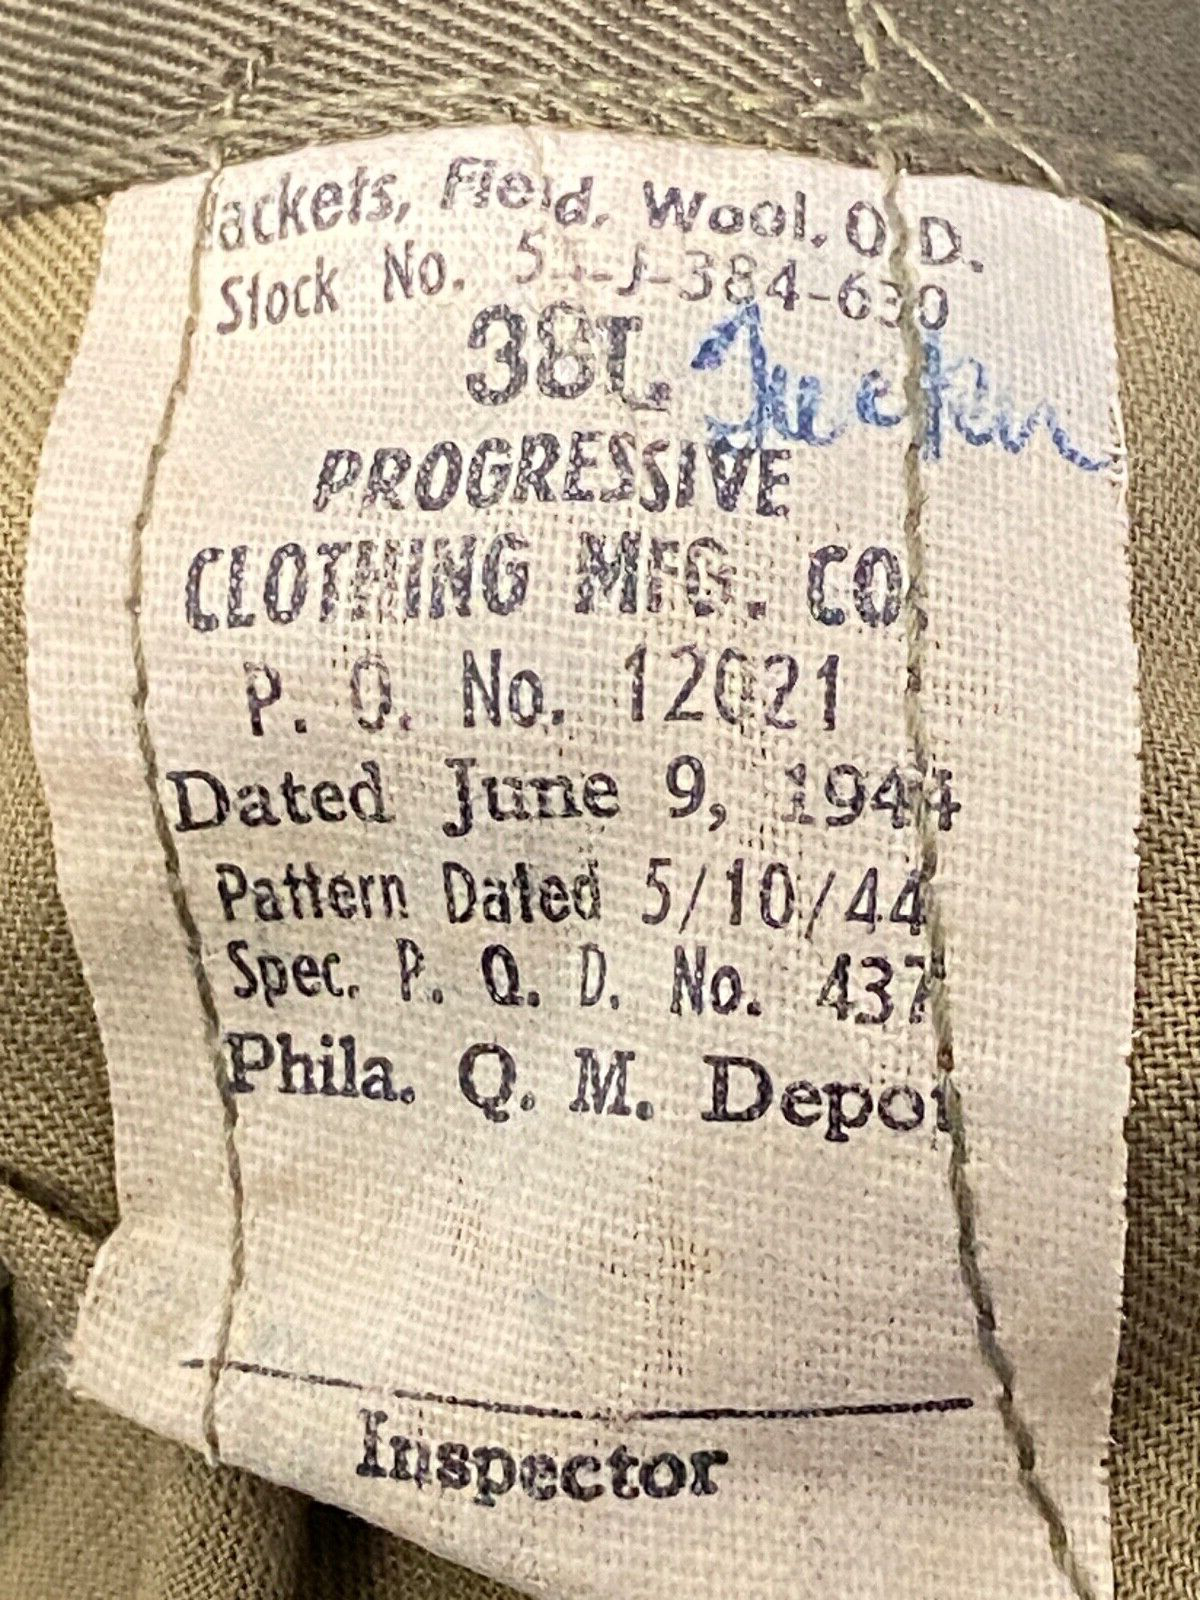 Jackets, Field, Wool, O.D.
Stock No. 55-J-384-630
38L Tucker
PROGRESSIVE
CLOTHING MFG. CO.
P. O. No. 12021
Dated June 9, 1944
Pattern Dated 5/10/44
Spec. P. Q. D. No. 437
Phila. Q. M. Depot
Inspector